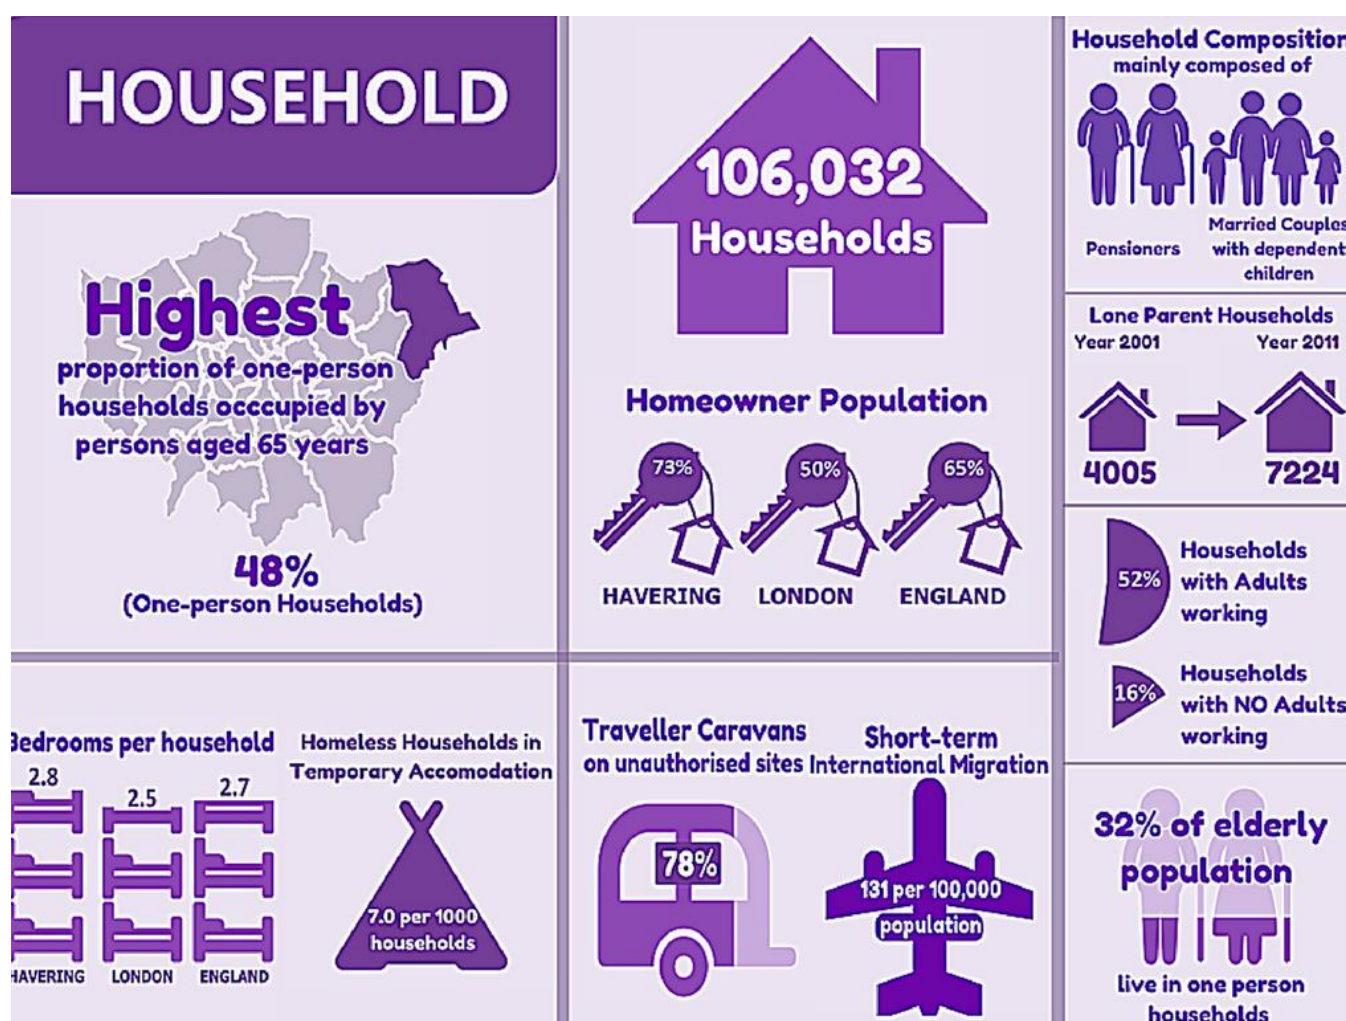 HOUSEHOLD
Highest
proportion of one-person
households occcupied by
persons aged 65 years
48%
(One-person Households)
106,032
Households
Homeowner Population
73%
50%
65%
HAVERING
LONDON
ENGLAND
Household Composition
mainly composed of
Pensioners
Married Couples
with dependent
children
Lone Parent Households
Year 2001
Year 2011
4005
7224
52%
Households
with Adults
working
16%
Households
with NO Adults
working
Bedrooms per household
2.8
2.5
2.7
HAVERING
LONDON
ENGLAND
Homeless Households in
Temporary Accomodation
7.0 per 1000
households
Traveller Caravans
on unauthorised sites
78%
Short-term
International Migration
131 per 100,000
population
32% of elderly
population
live in one person
households